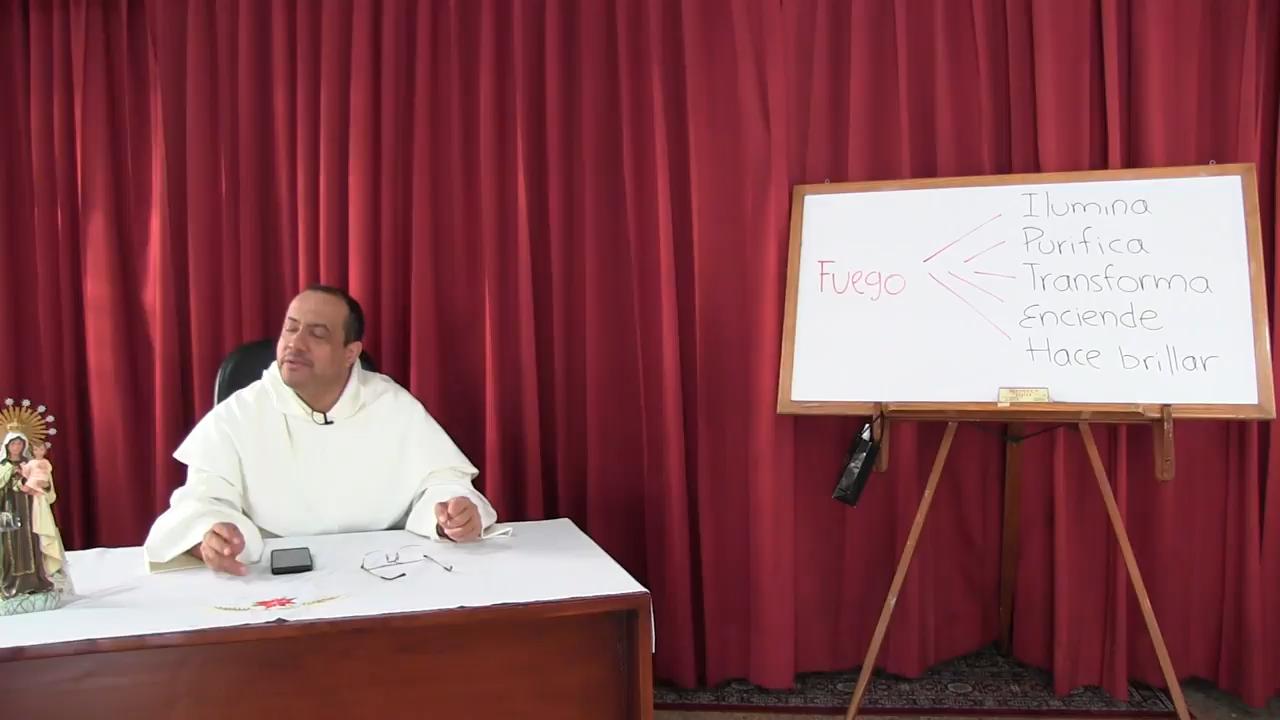 Fuego
Ilumina
Purifica
Transforma
Enciende
Hace brillar